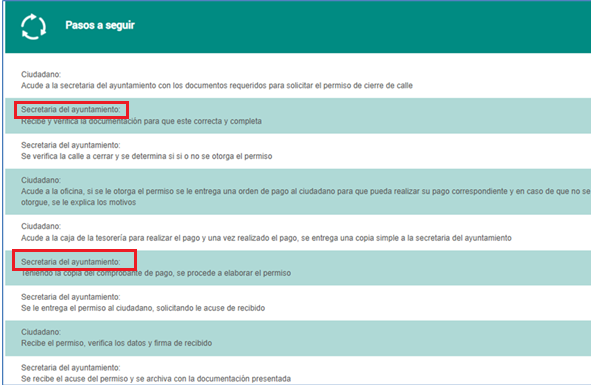 Pasos a seguir
Ciudadano:
Acude a la secretaria del ayuntamiento con los documentos requeridos para solicitar el permiso de cierre de calle
Secretaria del ayuntamiento:
Recibe y verifica la documentación para que este correcta y completa
Secretaria del ayuntamiento:
Se verifica la calle a cerrar y se determina si si o no se otorga el permiso
Ciudadano:
Acude a la oficina, si se le otorga el permiso se le entrega una orden de pago al ciudadano para que pueda realizar su pago correspondiente y en caso de que no se
otorgue, se le explica los motivos
Ciudadano:
Acude a la caja de la tesorería para realizar el pago y una vez realizado el pago, se entrega una copia simple a la secretaria del ayuntamiento
Secretaria del ayuntamiento:
Teniendo la copia del comprobante de pago, se procede a elaborar el permiso
Secretaria del ayuntamiento:
Se le entrega el permiso al ciudadano, solicitando le acuse de recibido
Ciudadano:
Recibe el permiso, verifica los datos y firma de recibido
Secretaria del ayuntamiento:
Se recibe el acuse del permiso y se archiva con la documentación presentada